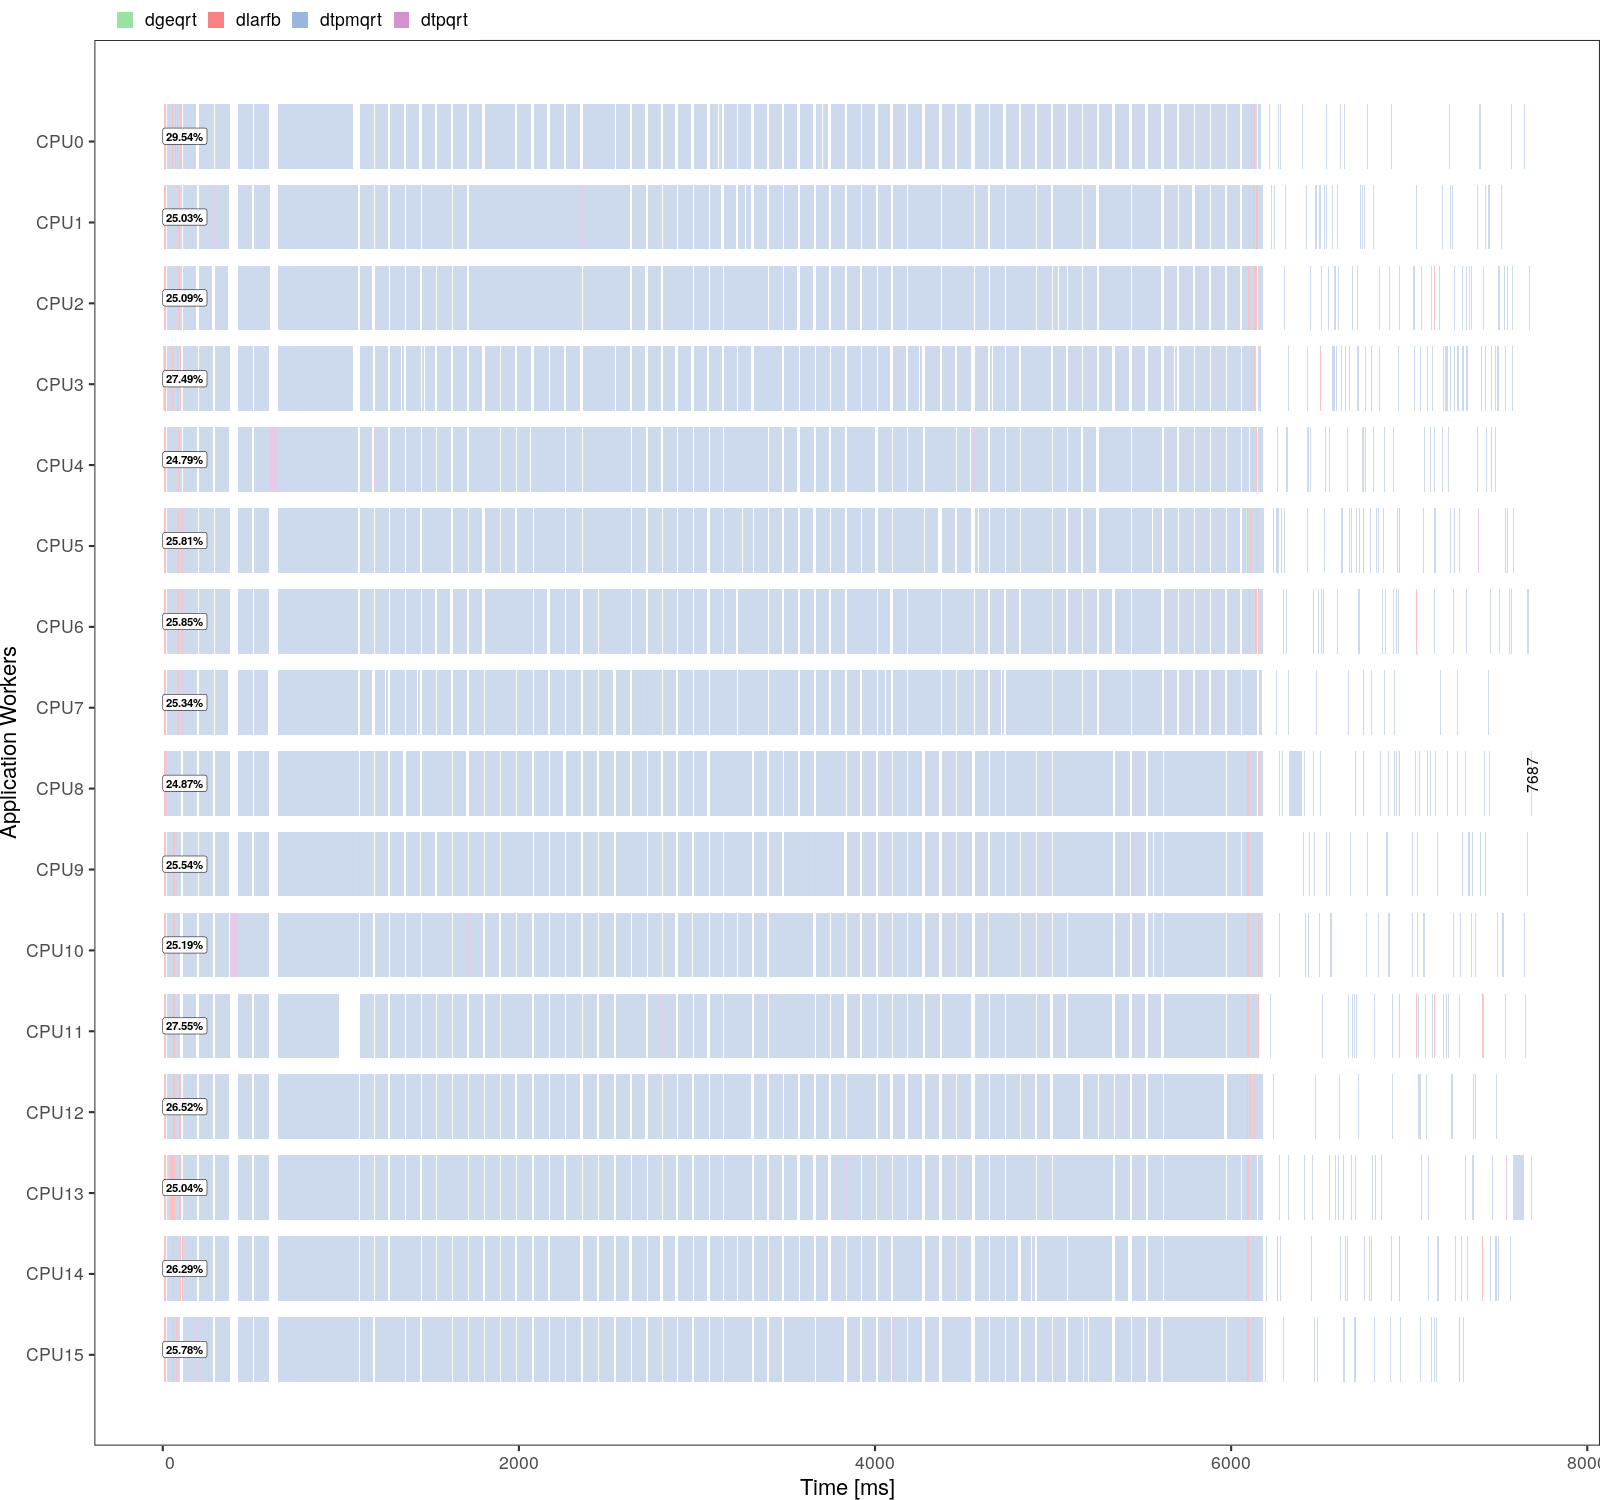 dgeqrt dlarfb dtpmqrt dtpqrt
Application Workers
CPU0 29.54%
CPU1 25.03%
CPU2 25.09%
CPU3 27.49%
CPU4 24.79%
CPU5 25.81%
CPU6 25.85%
CPU7 25.34%
CPU8 24.87% 7687
CPU9 25.54%
CPU10 25.19%
CPU11 27.55%
CPU12 26.52%
CPU13 25.04%
CPU14 26.29%
CPU15 25.78%
0 2000 4000 6000 8000
Time [ms]